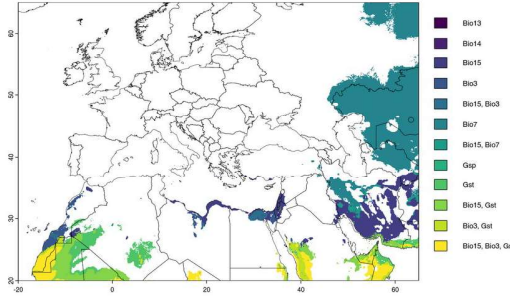 60
50
40
30
20
-20
0
20
40
60
Bio13
Bio14
Bio15
Bio3
Bio15, Bio3
Bio7
Bio15, Bio7
Gsp
Gst
Bio15, Gst
Bio3, Gst
Bio15, Bio3, Gs